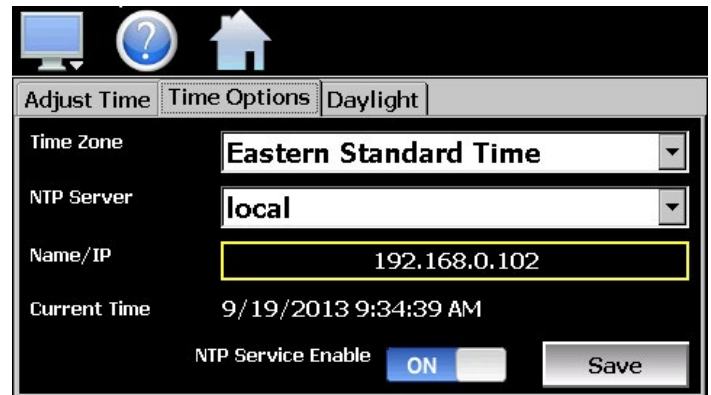 ?
Adjust Time Time Options Daylight
Time Zone Eastern Standard Time
NTP Server local
Name/IP 192.168.0.102
Current Time 9/19/2013 9:34:39 AM
NTP Service Enable ON Save